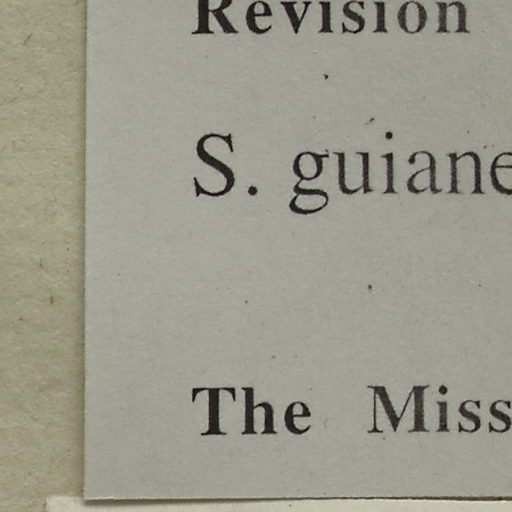 Revision
S. guiane
The Miss